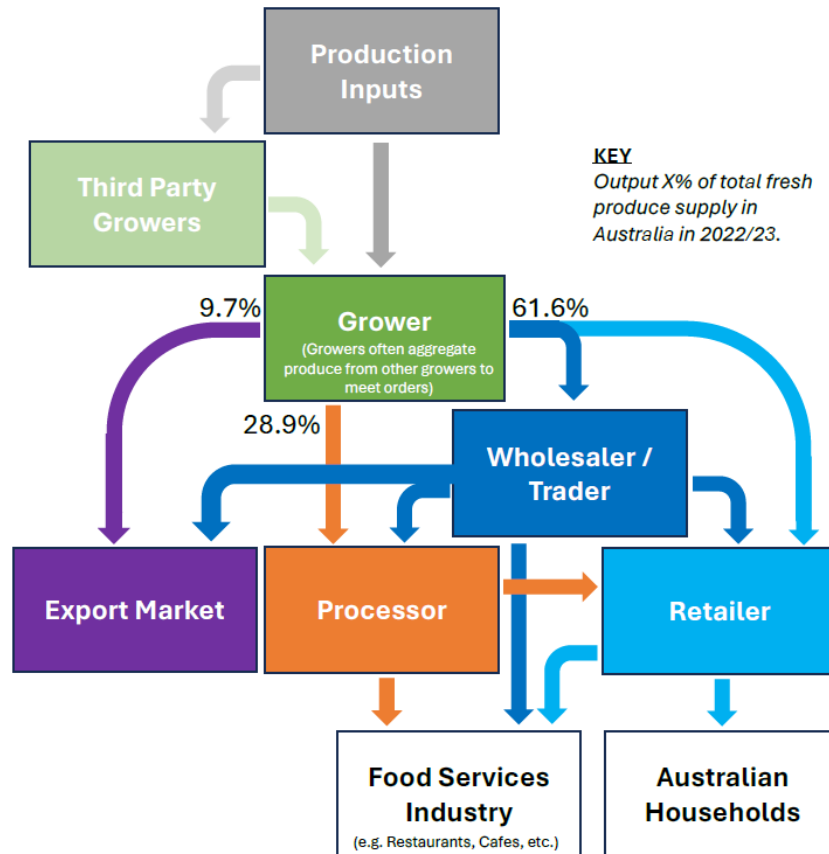 Production
Inputs
KEY
Output X% of total fresh
produce supply in
Australia in 2022/23.
Third Party
Growers
9.7%
Grower
(Growers often aggregate
produce from other growers to
meet orders)
61.6%
28.9%
Wholesaler /
Trader
Export Market
Processor
Retailer
Food Services
Industry
(e.g. Restaurants, Cafes, etc.)
Australian
Households